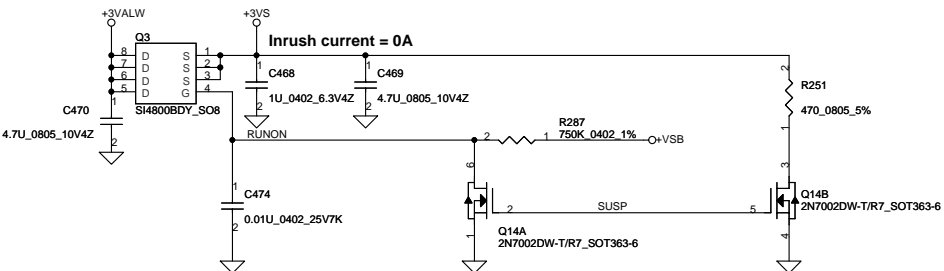 +3VALW
+3VS
Q3
Inrush current = 0A
8 D S 1
7 D S 2
6 D S 3
5 D G 4
SI4800BDY_SO8
1
C470
4.7U_0805_10V4Z
2
1
C468
1U_0402_6.3V4Z
2
1
C469
4.7U_0805_10V4Z
2
2
R251
470_0805_5%
1
RUNON
2
R287
1
750K_0402_1%
+VSB
1
C474
0.01U_0402_25V7K
2
6
2
1
Q14A
2N7002DW-T/R7_SOT363-6
SUSP
3
5
4
Q14B
2N7002DW-T/R7_SOT363-6